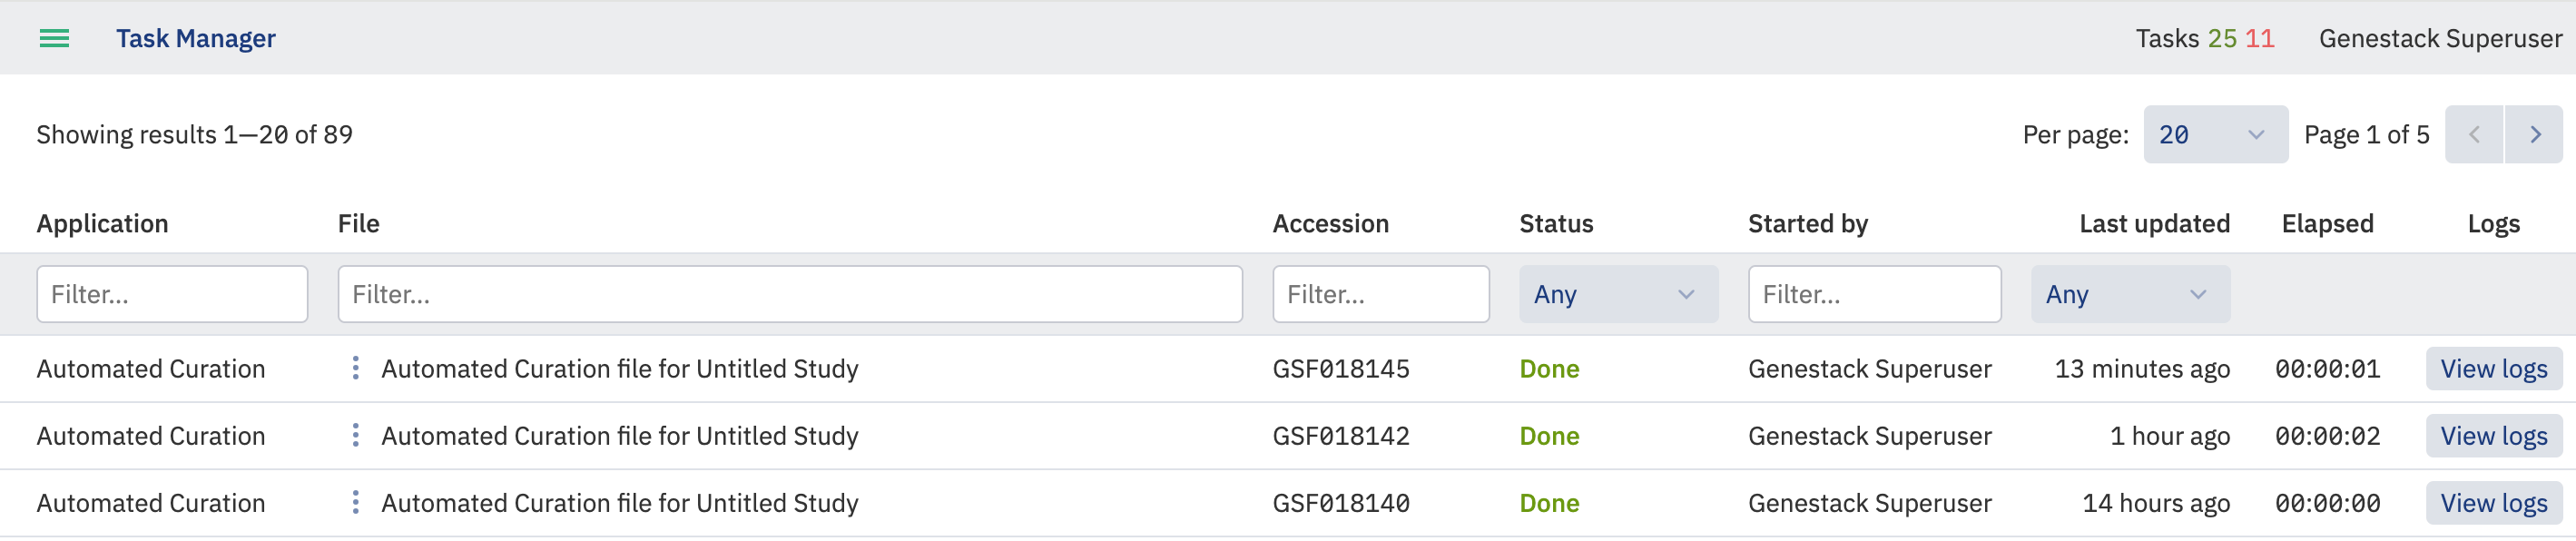 Task Manager Tasks 25 11 Genestack Superuser
Showing results 1—20 of 89 Per page: 20 Page 1 of 5
Application File Accession Status Started by Last updated Elapsed Logs
Filter... Filter... Filter... Any Filter... Any
Automated Curation Automated Curation file for Untitled Study GSF018145 Done Genestack Superuser 13 minutes ago 00:00:01 View logs
Automated Curation Automated Curation file for Untitled Study GSF018142 Done Genestack Superuser 1 hour ago 00:00:02 View logs
Automated Curation Automated Curation file for Untitled Study GSF018140 Done Genestack Superuser 14 hours ago 00:00:00 View logs